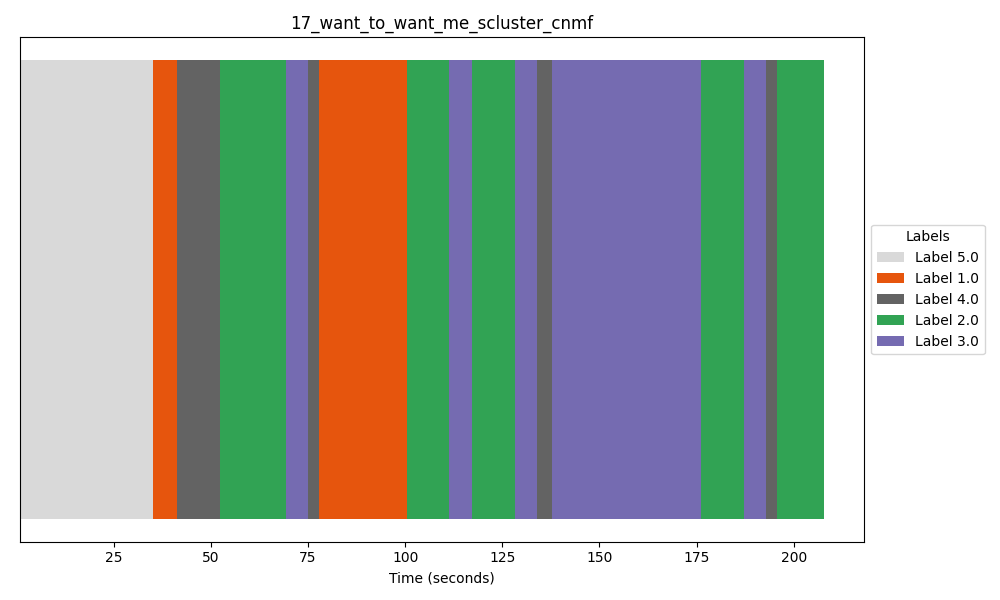 17_want_to_want_me_scluster_cnmf
Labels
Label 5.0
Label 1.0
Label 4.0
Label 2.0
Label 3.0
25 50 75 100 125 150 175 200
Time (seconds)